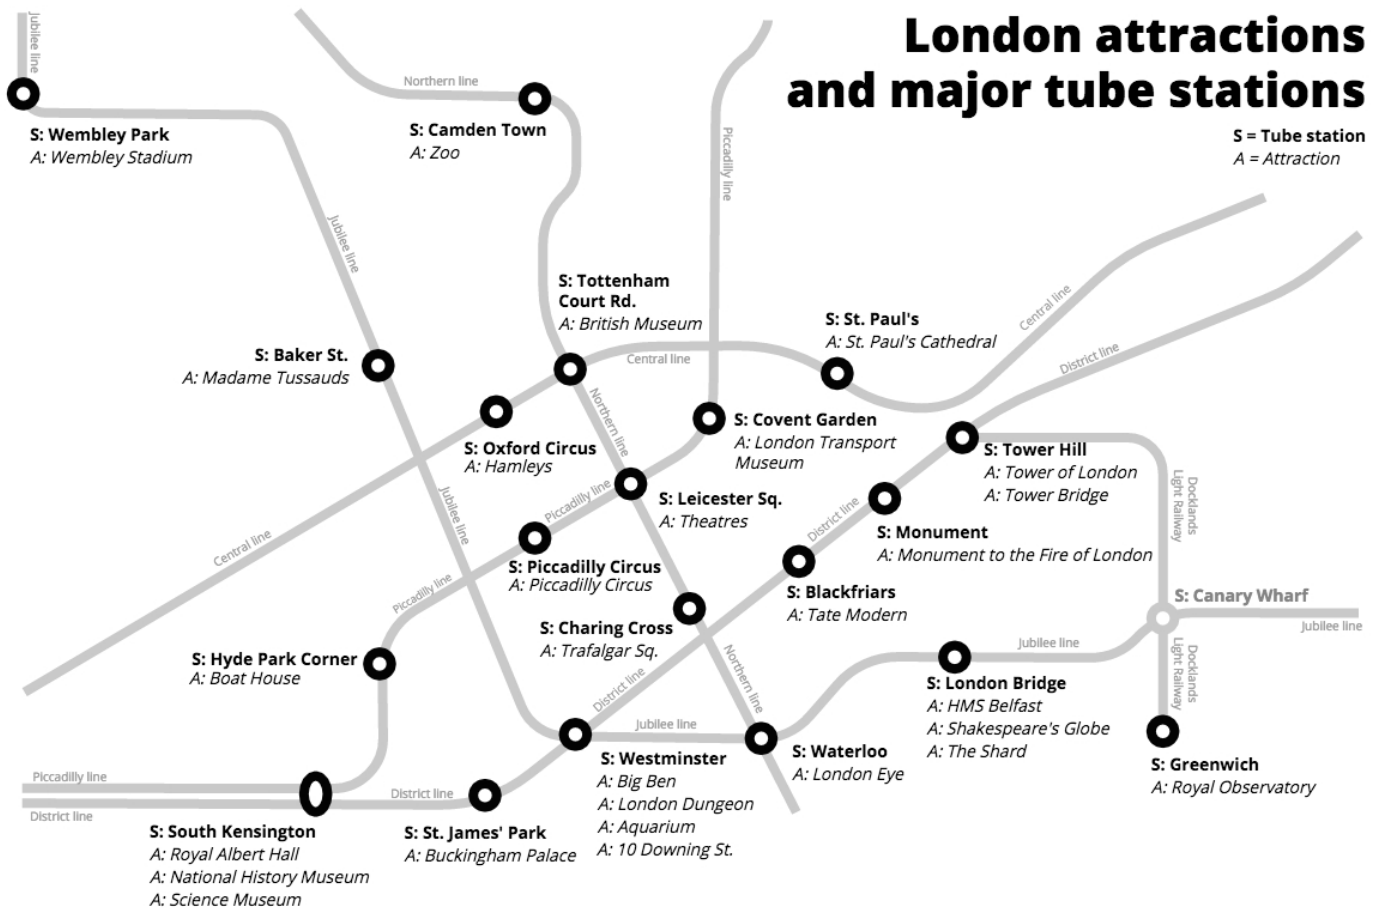 London attractions
and major tube stations
S = Tube station
A = Attraction
Jubilee line
S: Wembley Park
A: Wembley Stadium
Northern line
S: Camden Town
A: Zoo
Piccadilly line
Jubilee line
S: Tottenham
Court Rd.
A: British Museum
S: St. Paul's
A: St. Paul's Cathedral
Central line
District line
S: Baker St.
A: Madame Tussauds
Central line
Northern line
S: Oxford Circus
A: Hamleys
S: Covent Garden
A: London Transport
Museum
S: Tower Hill
A: Tower of London
A: Tower Bridge
Docklands
Light Railway
Jubilee line
Piccadilly line
S: Leicester Sq.
A: Theatres
District line
S: Monument
A: Monument to the Fire of London
Central line
S: Piccadilly Circus
A: Piccadilly Circus
Piccadilly line
S: Blackfriars
A: Tate Modern
S: Canary Wharf
Jubilee line
S: Charing Cross
A: Trafalgar Sq.
S: Hyde Park Corner
A: Boat House
Northern line
District line
Jubilee line
Docklands
Light Railway
S: London Bridge
A: HMS Belfast
A: Shakespeare's Globe
A: The Shard
Jubilee line
S: Westminster
A: Big Ben
A: London Dungeon
A: Aquarium
A: 10 Downing St.
S: Waterloo
A: London Eye
S: Greenwich
A: Royal Observatory
Piccadilly line
District line
District line
S: South Kensington
A: Royal Albert Hall
A: National History Museum
A: Science Museum
S: St. James' Park
A: Buckingham Palace